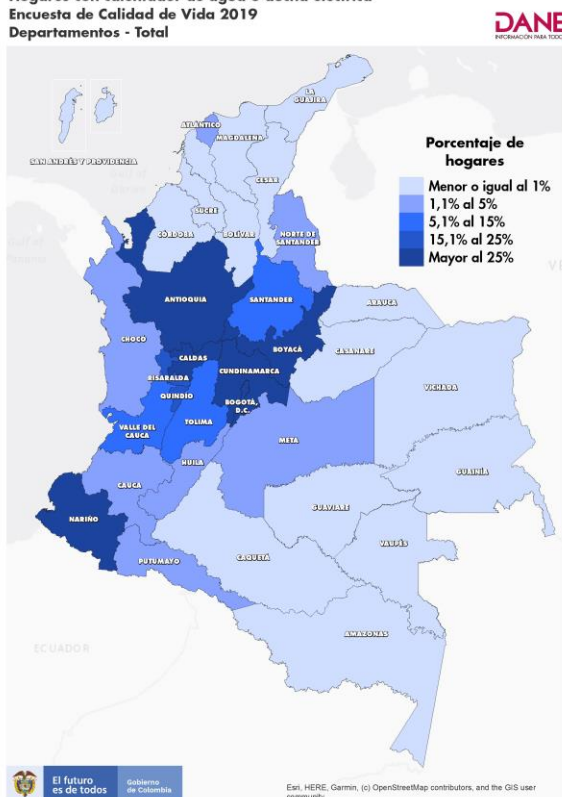 Encuesta de Calidad de Vida 2019
Departamentos - Total
DANE
INFORMACIÓN PARA TODOS
LA
GUAJIRA
ATLÁNTICO
MAGDALENA
SAN ANDRÉS Y PROVIDENCIA
CESAR
Porcentaje de
hogares
Menor o igual al 1%
1,1% al 5%
5,1% al 15%
15,1% al 25%
Mayor al 25%
SUCRE
CÓRDOBA
BOLÍVAR
NORTE DE
SANTANDER
ANTIOQUIA
SANTANDER
ARAUCA
CHOCÓ
BOYACÁ
CASANARE
CALDAS
RISARALDA
CUNDINAMARCA
VICHADA
QUINDÍO
BOGOTÁ,
D.C.
VALLE DEL
CAUCA
TOLIMA
META
HUILA
GUAINÍA
CAUCA
GUAVIARE
NARIÑO
VAUPÉS
CAQUETÁ
PUTUMAYO
AMAZONAS
ECUADOR
El futuro
es de todos
Gobierno
de Colombia
Esri, HERE, Garmin, (c) OpenStreetMap contributors, and the GIS user
community